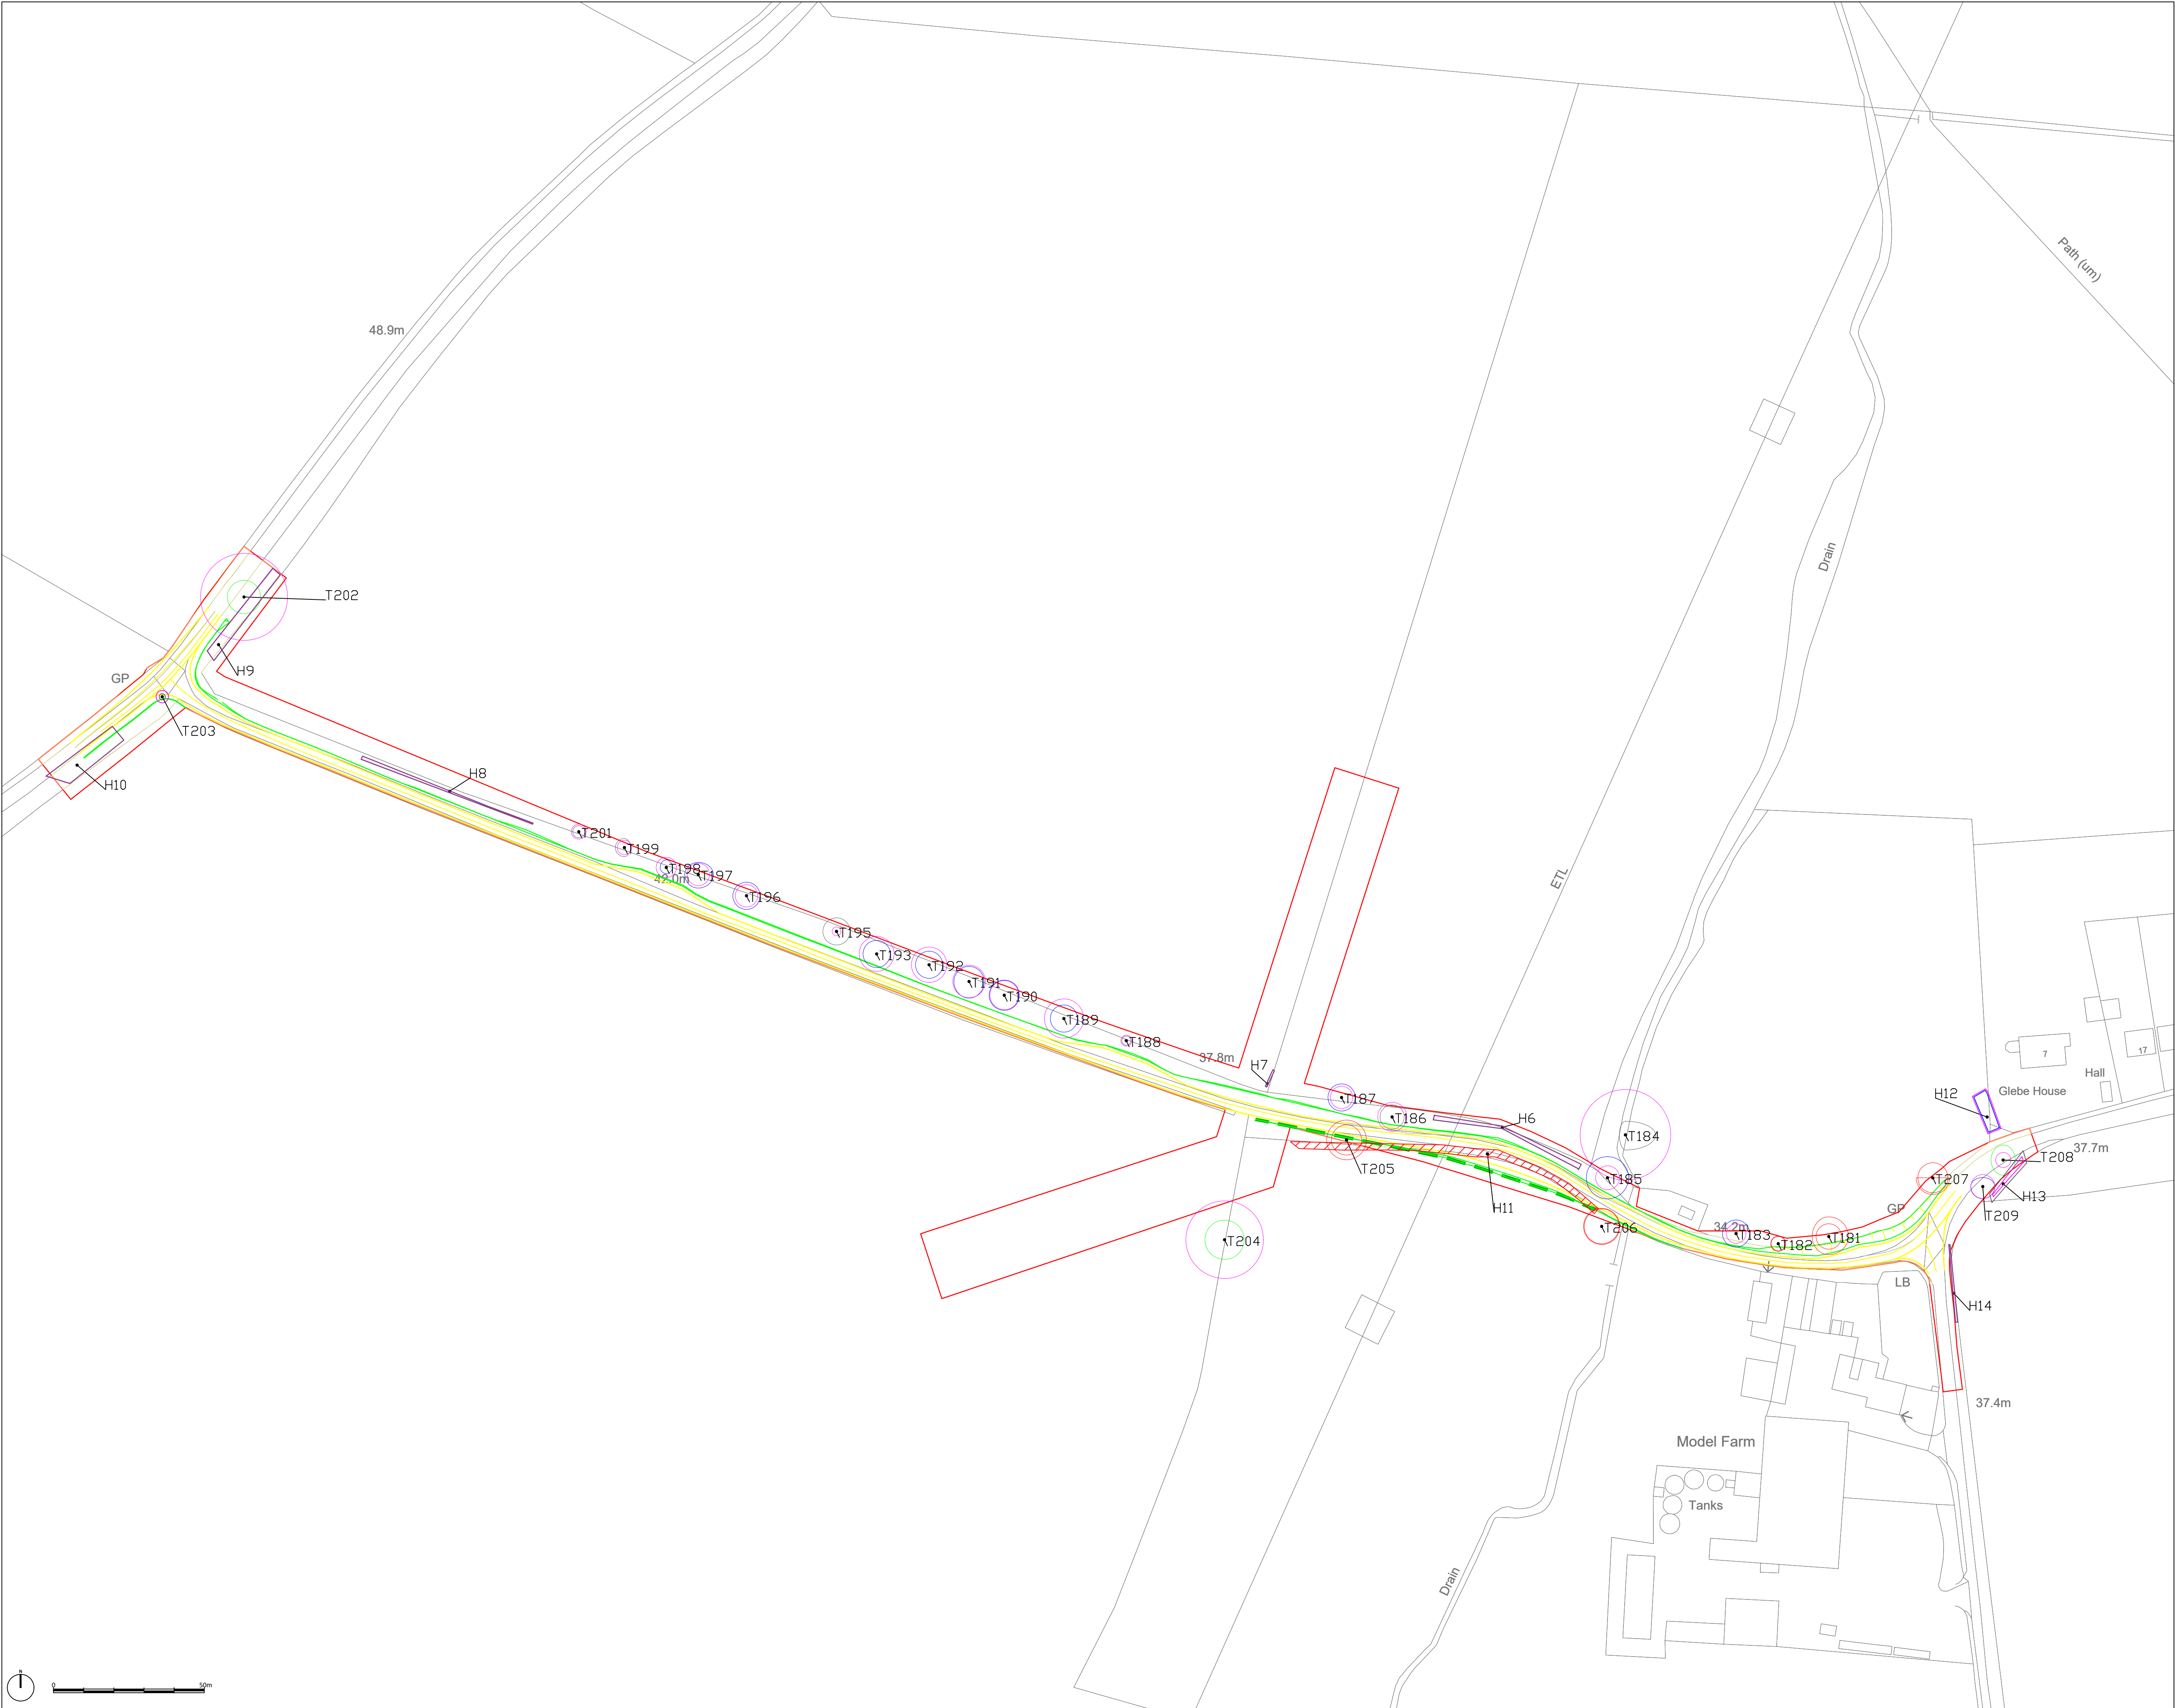 Path (um)
48.9m
Drain
T202
H9
GP
T203
H10
H8
T201
T199
T198
42.0m
T197
T196
T195
T193
T192
T191
T190
T189
T188
ETL
37.8m
H7
T187
T186
H6
T184
T185
T205
H11
T206
T204
7
17
Hall
Glebe House
H12
37.7m
T208
H13
T207
T209
GP
34.2m
T183
T182
T181
LB
H14
37.4m
Model Farm
Tanks
Drain
N
0
50m